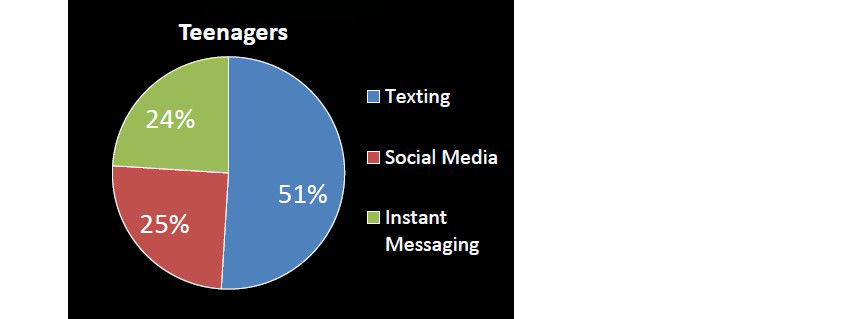 Teenagers
24%
51%
25%
Texting
Social Media
Instant
Messaging